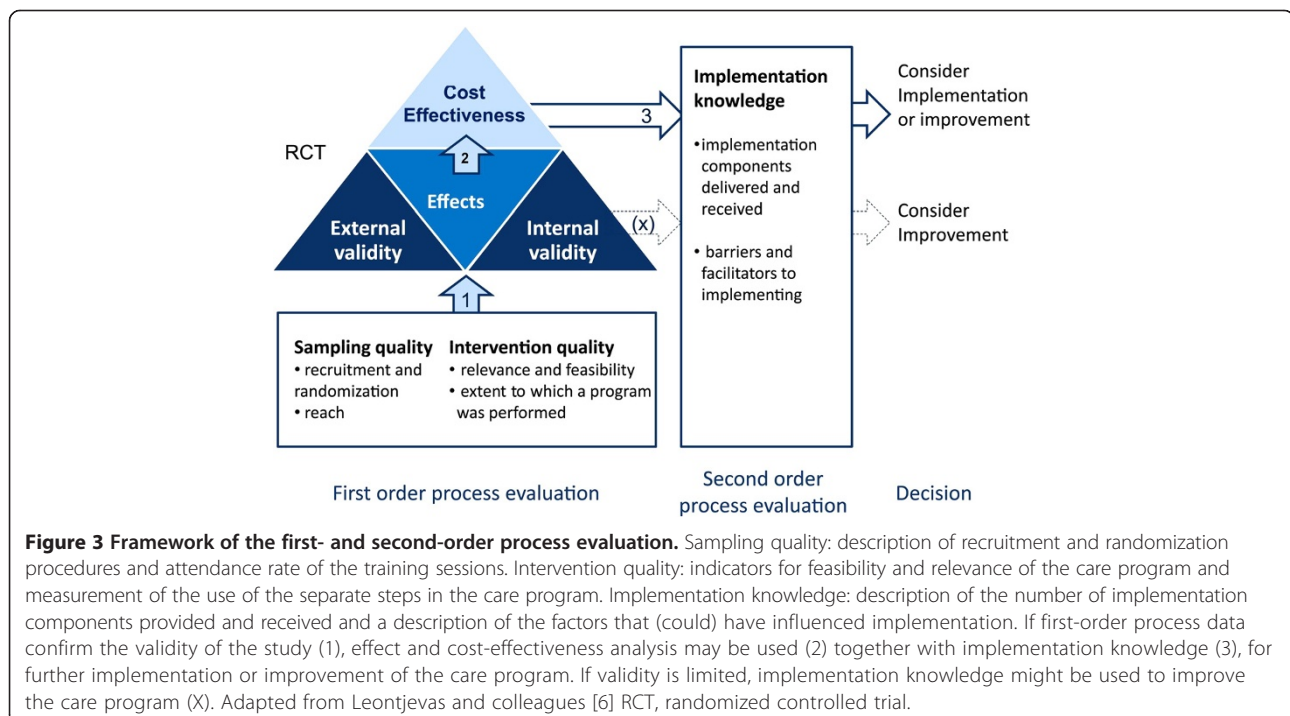 Cost
Effectiveness
RCT
2
Effects
External
validity
Internal
validity
1
3
(x)
Sampling quality
• recruitment and
randomization
• reach
Intervention quality
• relevance and feasibility
• extent to which a program
was performed
Implementation
knowledge
•implementation
components
delivered and
received
• barriers and
facilitators to
implementing
Consider
Implementation
or improvement
Consider
Improvement
First order process evaluation
Second order
process evaluation
Decision
Figure 3 Framework of the first- and second-order process evaluation. Sampling quality: description of recruitment and randomization
procedures and attendance rate of the training sessions. Intervention quality: indicators for feasibility and relevance of the care program and
measurement of the use of the separate steps in the care program. Implementation knowledge: description of the number of implementation
components provided and received and a description of the factors that (could) have influenced implementation. If first-order process data
confirm the validity of the study (1), effect and cost-effectiveness analysis may be used (2) together with implementation knowledge (3), for
further implementation or improvement of the care program. If validity is limited, implementation knowledge might be used to improve
the care program (X). Adapted from Leontjevas and colleagues [6] RCT, randomized controlled trial.